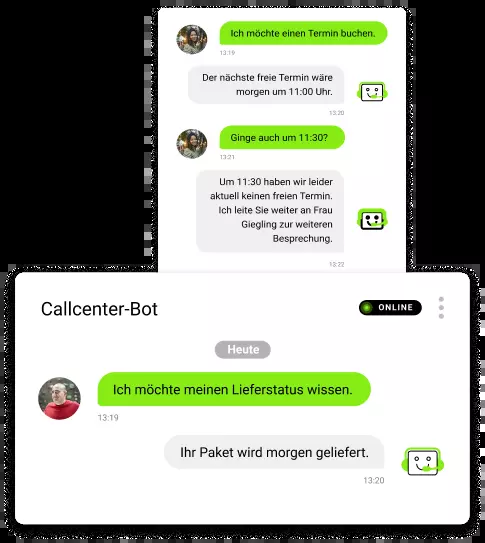 Ich möchte einen Termin buchen.
13:19
Der nächste freie Termin wäre
morgen um 11:00 Uhr.
13:20
Ginge auch um 11:30?
13:21
Um 11:30 haben wir leider
aktuell keinen freien Termin.
Ich leite Sie weiter an Frau
Giegling zur weiteren
Besprechung.
13:22
Callcenter-Bot
ONLINE
Heute
Ich möchte meinen Lieferstatus wissen.
13:19
Ihr Paket wird morgen geliefert.
13:20